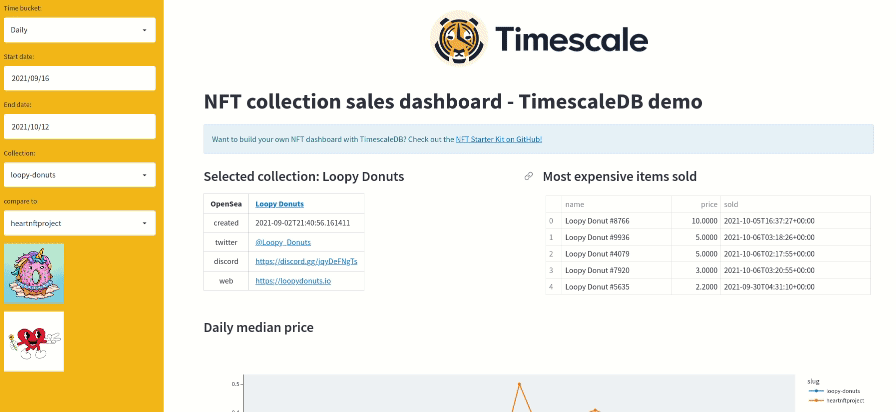 Time bucket:
Daily
Start date:
2021/09/16
End date:
2021/10/12
Collection:
loopy-donuts
compare to
heartnftproject
Timescale
NFT collection sales dashboard - TimescaleDB demo
Want to build your own NFT dashboard with TimescaleDB? Check out the NFT Starter Kit on GitHub!
Selected collection: Loopy Donuts
OpenSea Loopy Donuts
created 2021-09-02T21:40:56.161411
twitter @Loopy_Donuts
discord https://discord.gg/jqyDeFNgTs
web https://loopydonuts.io
Most expensive items sold
name price sold
0 Loopy Donut #8766 10.0000 2021-10-05T16:37:27+00:00
1 Loopy Donut #9936 5.0000 2021-10-06T03:18:26+00:00
2 Loopy Donut #4079 5.0000 2021-10-06T02:17:55+00:00
3 Loopy Donut #7920 3.0000 2021-10-06T03:20:55+00:00
4 Loopy Donut #5635 2.2000 2021-09-30T04:31:10+00:00
Daily median price
0.5
slug
loopy-donuts
heartnftproject